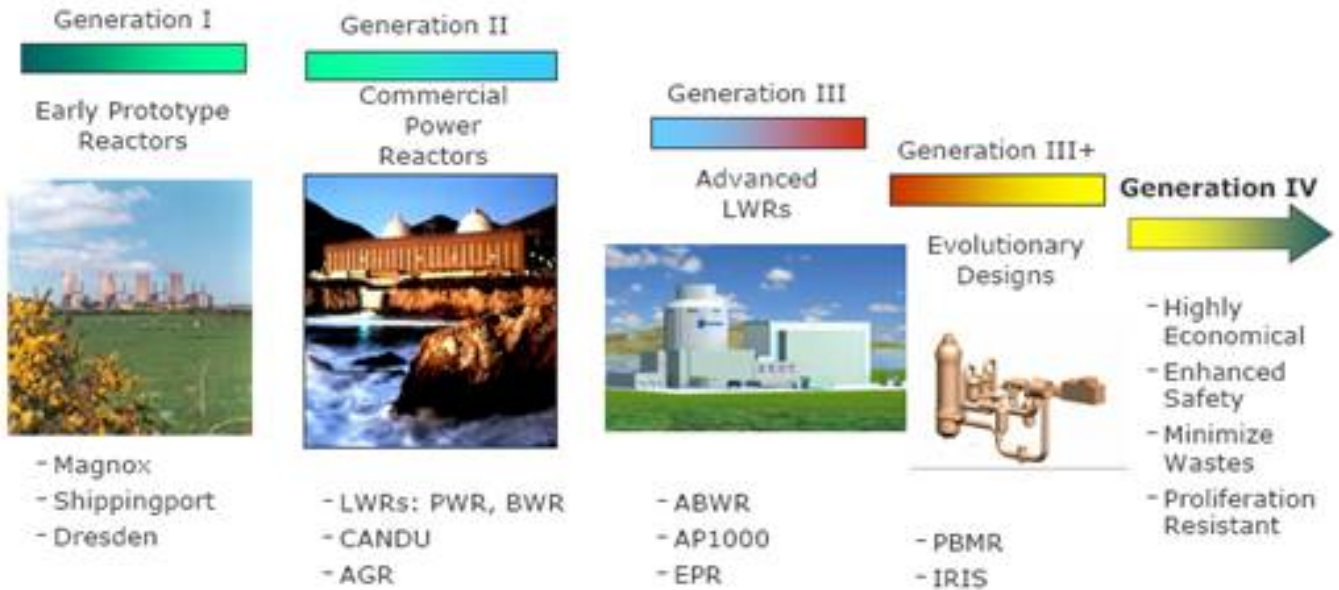 Generation I
Early Prototype
Reactors
- Magnox
- Shippingport
- Dresden
Generation II
Commercial
Power
Reactors
- LWRs: PWR, BWR
- CANDU
- AGR
Generation III
Advanced
LWRs
- ABWR
- AP1000
- EPR
Generation III+
Evolutionary
Designs
- PBMR
- IRIS
Generation IV
- Highly
Economical
- Enhanced
Safety
- Minimize
Wastes
- Proliferation
Resistant